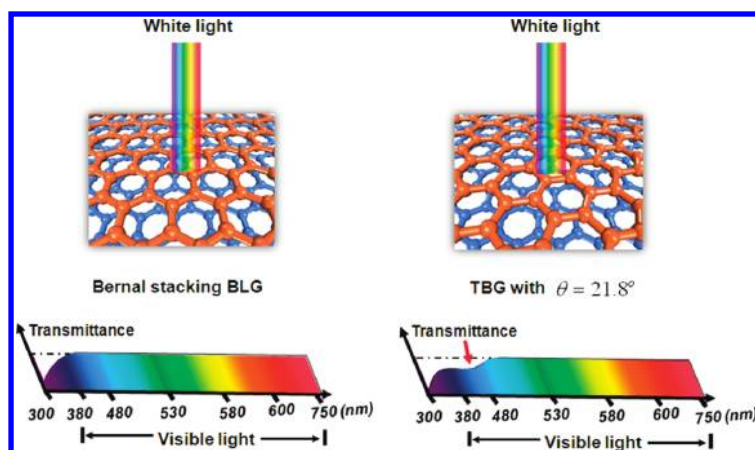 White light
White light
Bernal stacking BLG
TBG with θ = 21.8°
Transmittance
300 380 480 530 580 600 750 (nm)
Visible light
Transmittance
300 380 480 530 580 600 750 (nm)
Visible light